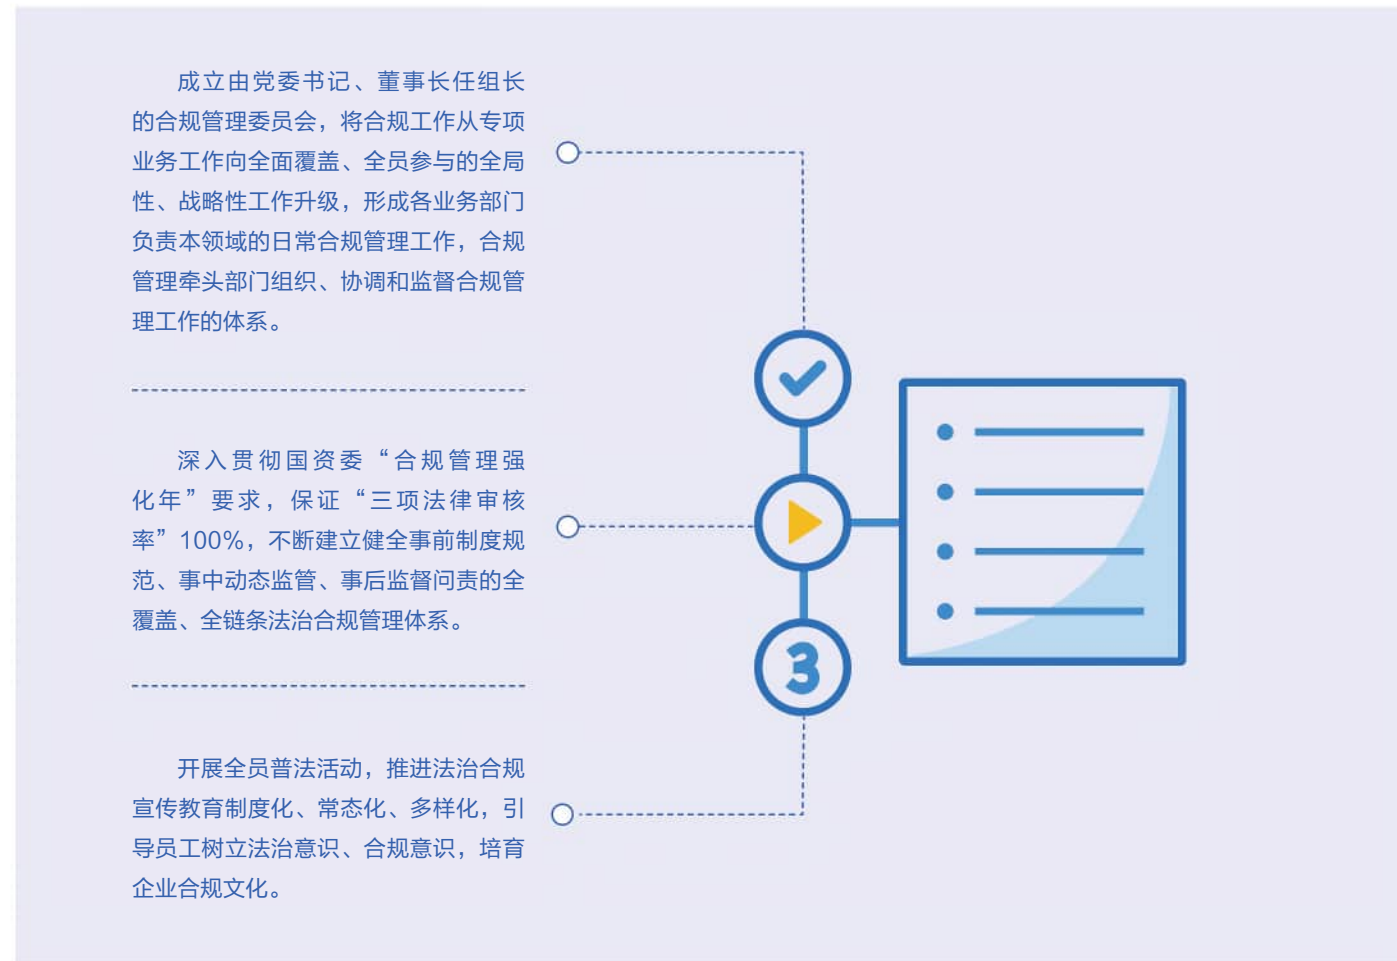 成立由党委书记、董事长任组长
的合规管理委员会，将合规工作从专项
业务工作向全面覆盖、全员参与的全局
性、战略性工作升级，形成各业务部门
负责本领域的日常合规管理工作，合规
管理牵头部门组织、协调和监督合规管
理工作的体系。
深入贯彻国资委“合规管理强
化年”要求，保证“三项法律审核
率”100%，不断建立健全事前制度规
范、事中动态监管、事后监督问责的全
覆盖、全链条法治合规管理体系。
3
开展全员普法活动，推进法治合规
宣传教育制度化、常态化、多样化，引
导员工树立法治意识、合规意识，培育
企业合规文化。